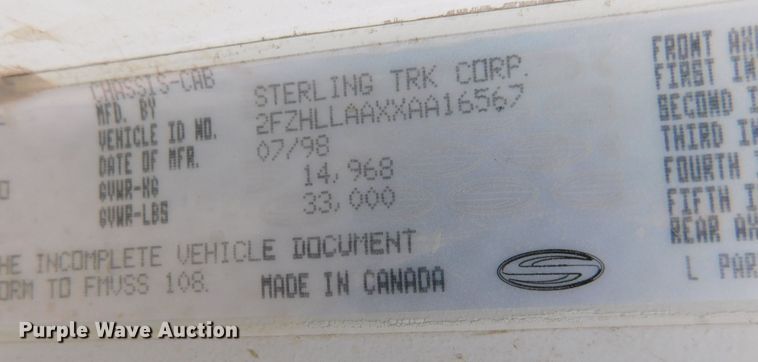 CHASSIS-CAB
MFD. BY STERLING TRK CORP.
VEHICLE ID NO. 2FZHLLAAXXAA16567
DATE OF MFR. 07/98
GVWR-KG 14,968
GVWR-LBS 33,000
HE INCOMPLETE VEHICLE DOCUMENT
ORM TO FMVSS 108. MADE IN CANADA
FRONT AX
FIRST IN
SECOND I
THIRD IN
FOURTH
FIFTH I
REAR AX
L PAR
Purple Wave Auction